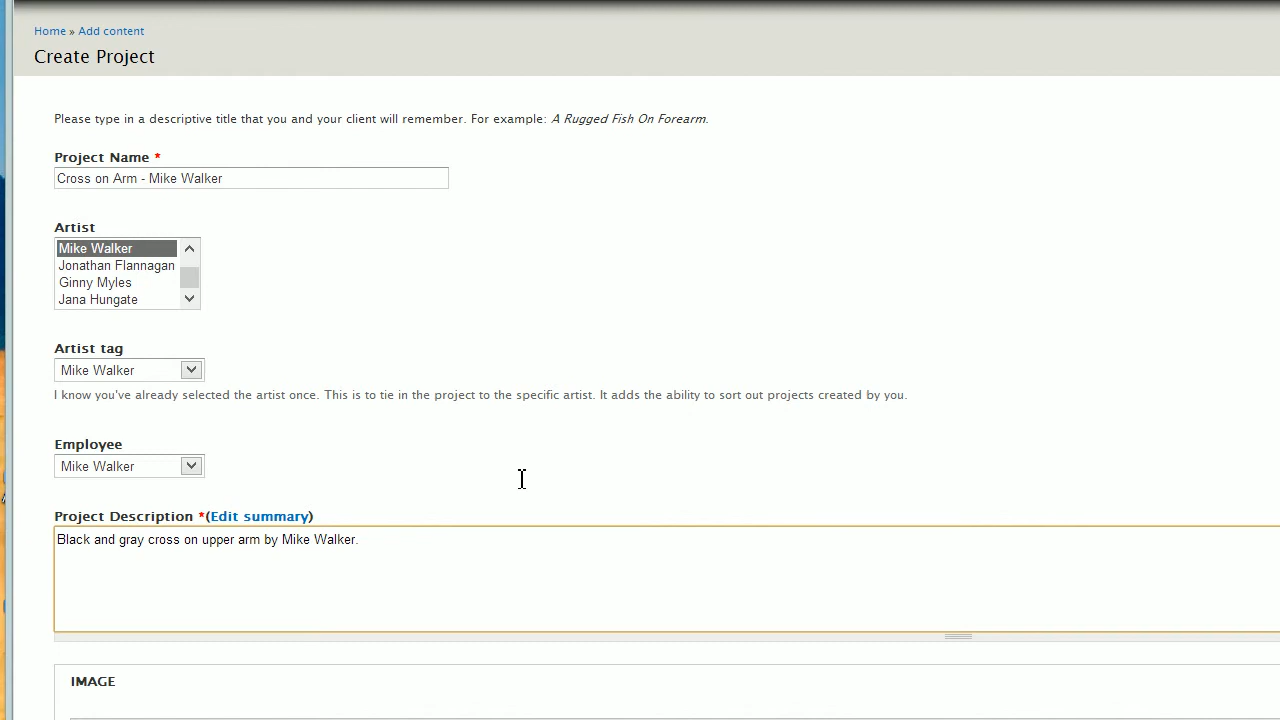 Home » Add content
Create Project
Please type in a descriptive title that you and your client will remember. For example: A Rugged Fish On Forearm.
Project Name *
Cross on Arm - Mike Walker
Artist
Mike Walker
Jonathan Flannagan
Ginny Myles
Jana Hungate
Artist tag
Mike Walker
I know you've already selected the artist once. This is to tie in the project to the specific artist. It adds the ability to sort out projects created by you.
Employee
Mike Walker
Project Description *(Edit summary)
Black and gray cross on upper arm by Mike Walker.
IMAGE